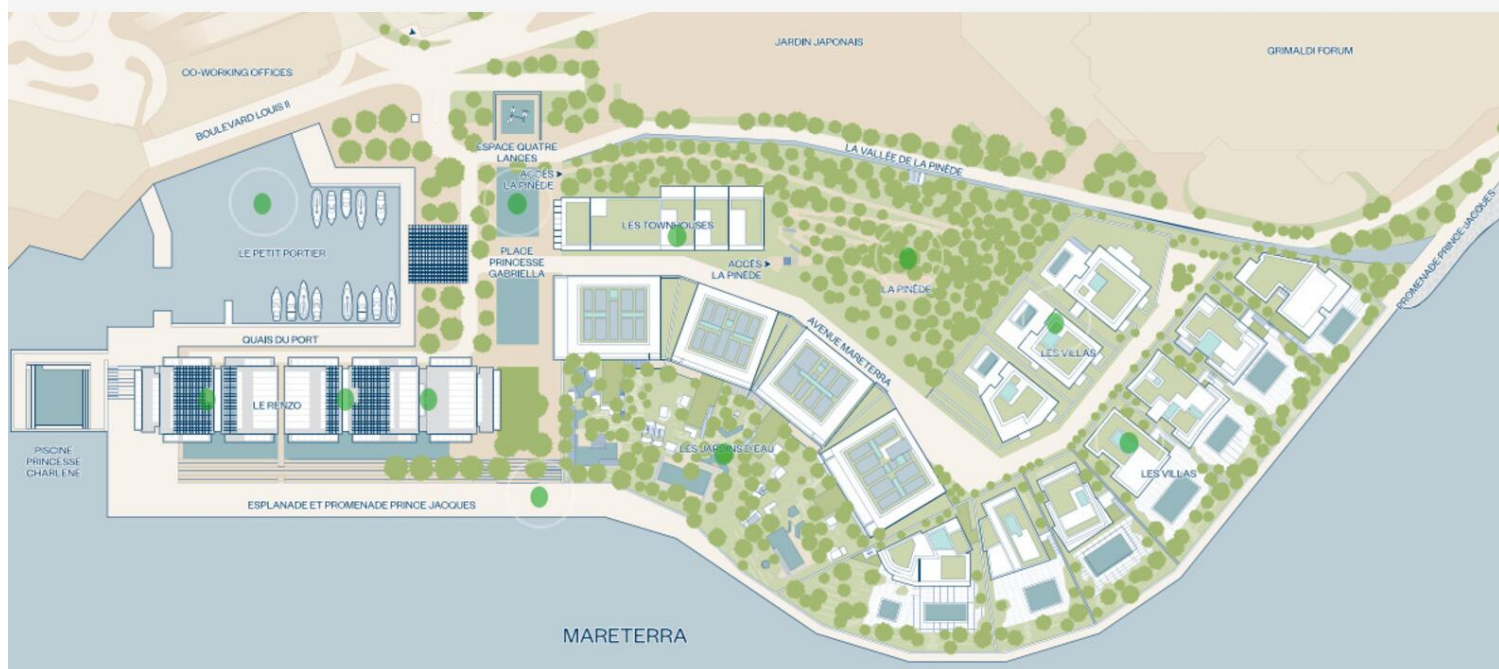 JARDIN JAPONAIS
GRIMALDI FORUM
CO-WORKING OFFICES
BOULEVARD LOUIS II
ESPACE QUATRE
LANCES
LA VALLÉE DE LA PINÈDE
ACCÈS
LA PINÈDE
PROMENADE PRINCE JACQUES
LES TOWNHOUSES
LE PETIT PORTIER
PLACE
PRINCESSE
GABRIELLA
ACCÈS
LA PINÈDE
LA PINÈDE
AVENUE MARETERRA
QUAIS DU PORT
LES VILLAS
LE RENZO
PISCINE
PRINCESSE
CHARLENE
LES JARDINS D'EAU
LES VILLAS
ESPLANADE ET PROMENADE PRINCE JACQUES
MARETERRA